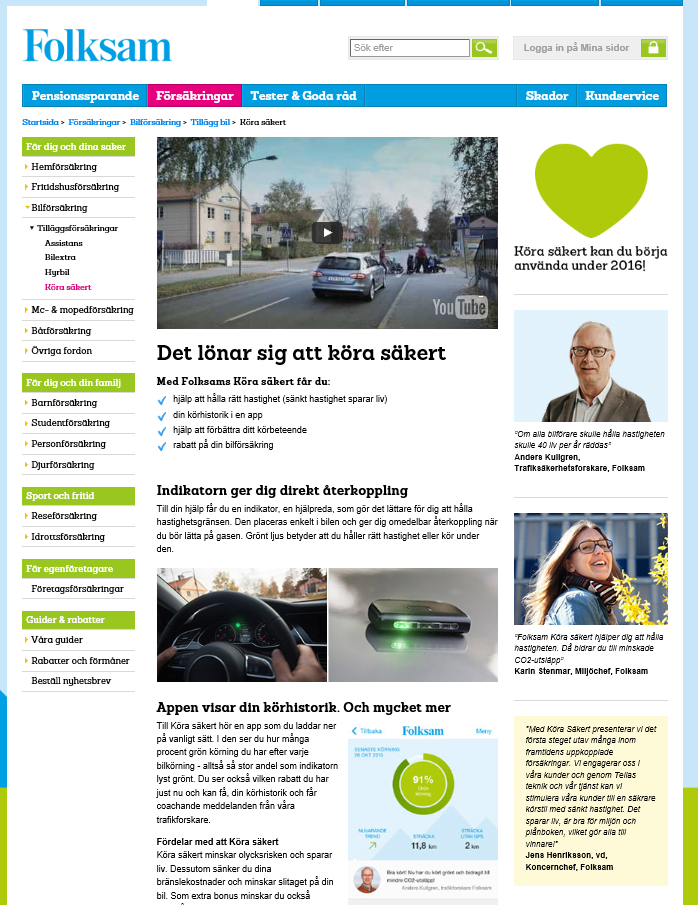 Folksam
Sök efter
Logga in på Mina sidor
Pensionssparande
Försäkringar
Tester & Goda råd
Skador
Kundservice
Startsida > Försäkringar > Bilförsäkring > Tillägg bil > Köra säkert
För dig och dina saker
Hemförsäkring
Fritidshusförsäkring
Bilförsäkring
Tilläggsförsäkringar
Assistans
Bilextra
Hyrbil
Köra säkert
Mc- & mopedförsäkring
Båtförsäkring
Övriga fordon
För dig och din familj
Barnförsäkring
Studentförsäkring
Personförsäkring
Djurförsäkring
Sport och fritid
Reseförsäkring
Idrottsförsäkring
För egenföretagare
Företagsförsäkringar
Guider & rabatter
Våra guider
Rabatter och förmåner
Beställ nyhetsbrev
YouTube
Det lönar sig att köra säkert
Med Folksams Köra säkert får du:
hjälp att hålla rätt hastighet (sänkt hastighet sparar liv)
din körhistorik i en app
hjälp att förbättra ditt körbeteende
rabatt på din bilförsäkring
Indikatorn ger dig direkt återkoppling
Till din hjälp får du en indikator, en hjälpreda, som gör det lättare för dig att hålla
hastighetsgränsen. Den placeras enkelt i bilen och ger dig omedelbar återkoppling när
du bör lätta på gasen. Grönt ljus betyder att du håller rätt hastighet eller kör under
den.
Appen visar din körhistorik. Och mycket mer
Till Köra säkert hör en app som du laddar ner
på vanligt sätt. I den ser du hur många
procent grön körning du har efter varje
bilkörning - alltså så stor andel som indikatorn
lyst grönt. Du ser också vilken rabatt du har
just nu och kan få, din körhistorik och får
coachande meddelanden från våra
trafikforskare.
Fördelar med att Köra säkert
Köra säkert minskar olycksrisken och sparar
liv. Dessutom sänker du dina
bränslekostnader och minskar slitaget på din
bil. Som extra bonus minskar du också
Tillbaka
Folksam
Meny
SENASTE KÖRNING,
28 OKT 2015
91%
Grön
körning
NUVARANDE
TREND
STRÄCKA
11,8 km
STRÄCKA
UTAN GPS
2 km
Bra kört! Nu har du kört grönt och bidragit till
mindre CO2-utsläpp!
Anders Kullgren, trafikforskare Folksam
Köra säkert kan du börja
använda under 2016!
"Om alla bilförare skulle hålla hastigheten
skulle 40 liv per år räddas"
Anders Kullgren,
Trafiksäkerhetsforskare, Folksam
"Folksam Köra säkert hjälper dig att hålla
hastigheten. Då bidrar du till minskade
CO2-utsläpp"
Karin Stenmar, Miljöchef, Folksam
"Med Köra Säkert presenterar vi det
första steget utav många inom
framtidens uppkopplade
försäkringar. Vi engagerar oss i
våra kunder och genom Telias
teknik och vår tjänst kan vi
stimulera våra kunder till en säkrare
körstil med sänkt hastighet. Det
sparar liv, är bra för miljön och
plånboken, vilket gör alla till
vinnare!"
Jens Henriksson, vd,
Koncernchef, Folksam